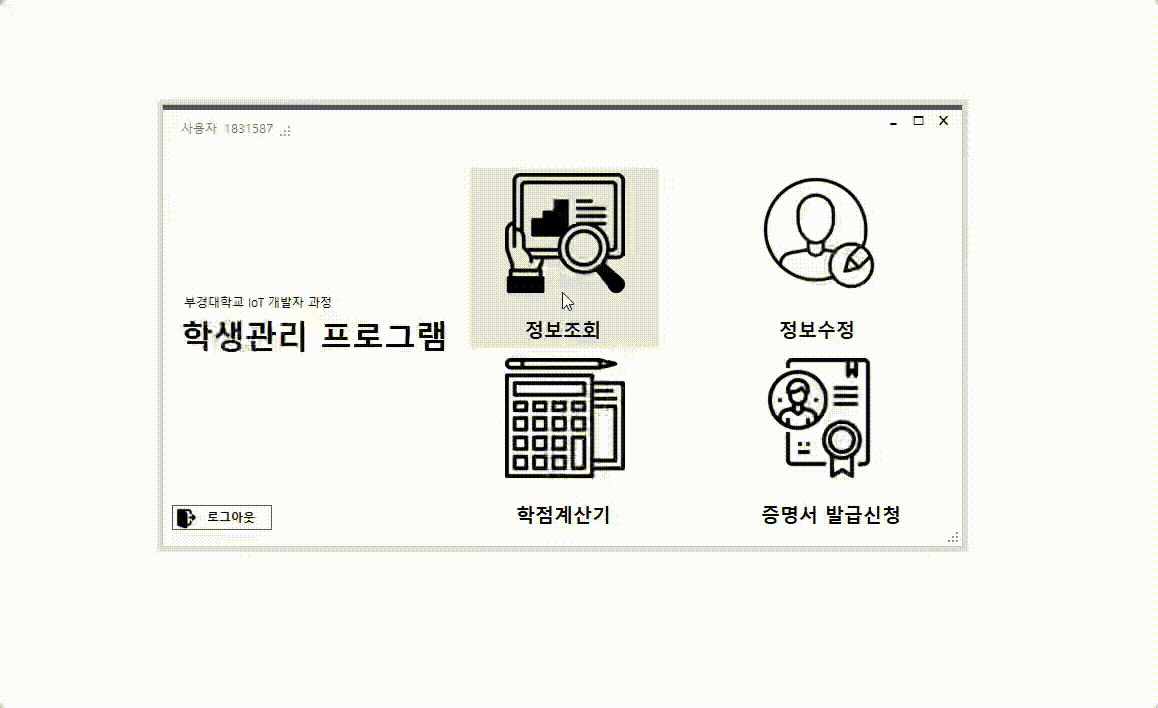 사용자 1831587
부경대학교 IoT 개발자 과정
학생관리 프로그램
정보조회
정보수정
학점계산기
증명서 발급신청
로그아웃